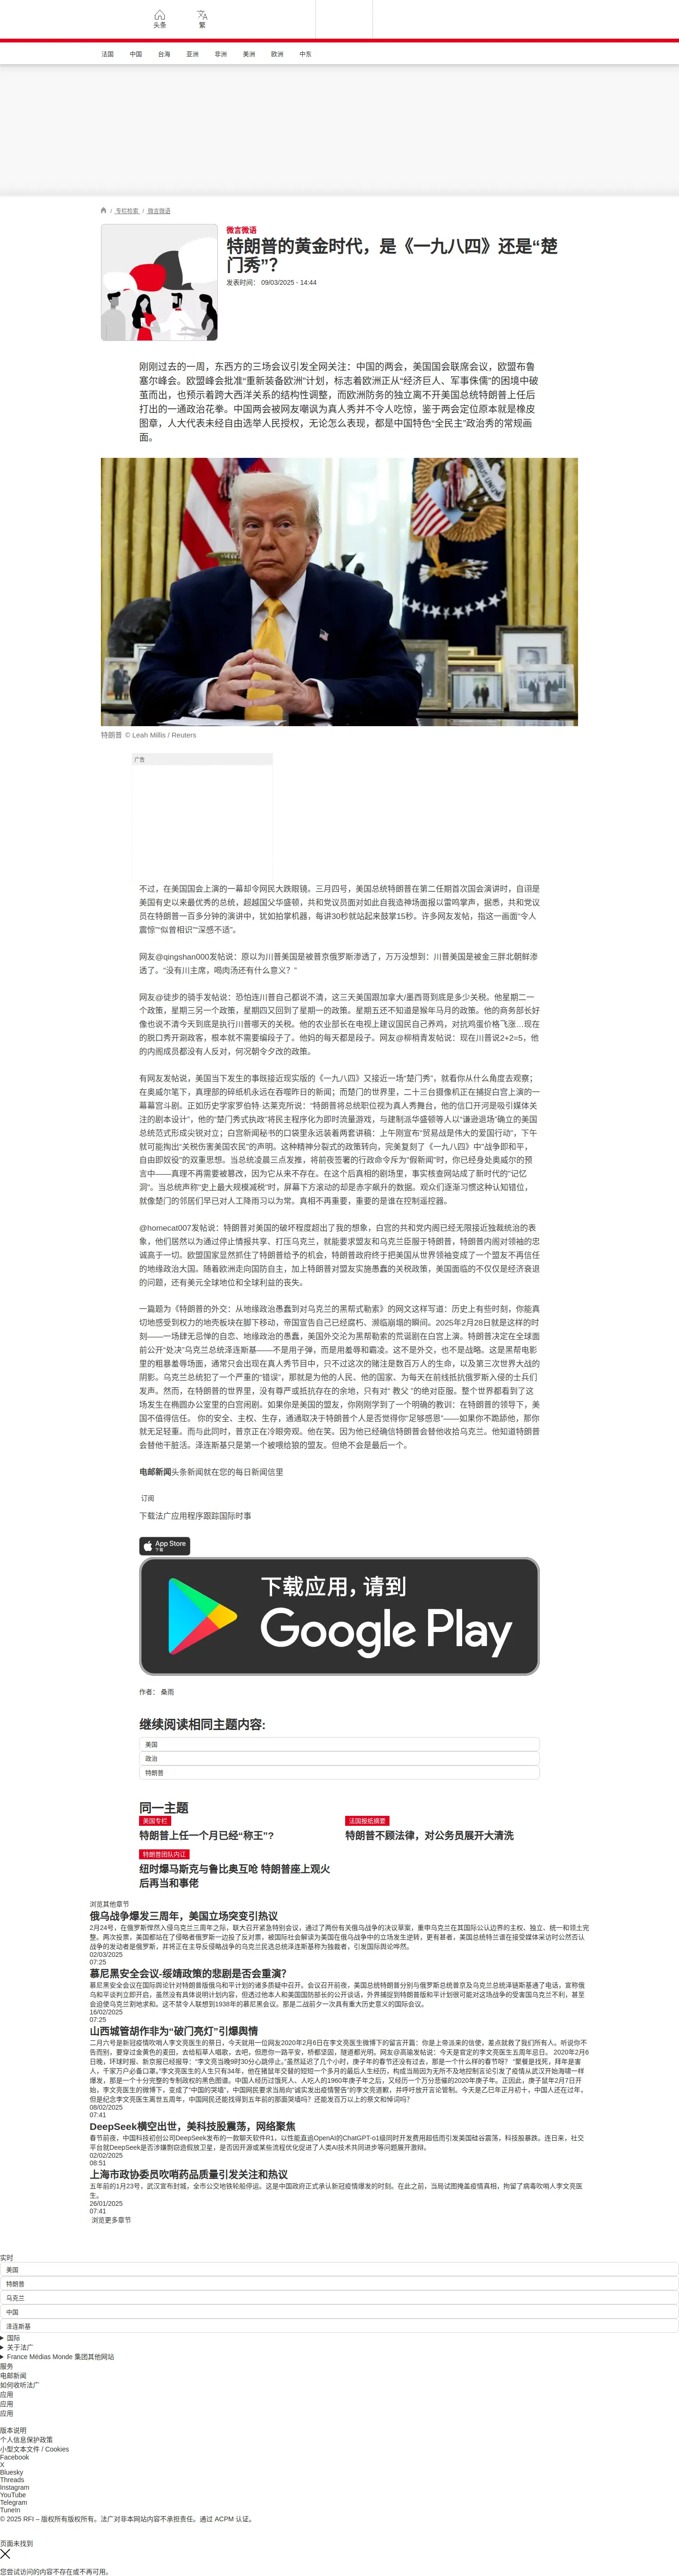 头条
繁
法国 中国 台海 亚洲 非洲 美洲 欧洲 中东
/ 专栏检索 / 微言微语
微言微语
特朗普的黄金时代，是《一九八四》还是“楚
门秀”？
发表时间： 09/03/2025 - 14:44
刚刚过去的一周，东西方的三场会议引发全网关注：中国的两会，美国国会联席会议，欧盟布鲁
塞尔峰会。欧盟峰会批准“重新装备欧洲”计划，标志着欧洲正从“经济巨人、军事侏儒”的困境中破
茧而出，也预示着跨大西洋关系的结构性调整，而欧洲防务的独立离不开美国总统特朗普上任后
打出的一通政治花拳。中国两会被网友嘲讽为真人秀并不令人吃惊，鉴于两会定位原本就是橡皮
图章，人大代表未经自由选举人民授权，无论怎么表现，都是中国特色“全民主”政治秀的常规画
面。
特朗普 © Leah Millis / Reuters
广告
不过，在美国国会上演的一幕却令网民大跌眼镜。三月四号，美国总统特朗普在第二任期首次国会演讲时，自诩是
美国有史以来最优秀的总统，超越国父华盛顿，共和党议员面对如此自我造神场面报以雷鸣掌声，据悉，共和党议
员在特朗普一百多分钟的演讲中，犹如拍掌机器，每讲30秒就站起来鼓掌15秒。许多网友发帖，指这一画面“令人
震惊”“似曾相识”“深感不适”。
网友@qingshan000发帖说：原以为川普美国是被普京俄罗斯渗透了，万万没想到：川普美国是被金三胖北朝鲜渗
透了。“没有川主席，喝肉汤还有什么意义？"
网友@徒步的骑手发帖说：恐怕连川普自己都说不清，这三天美国跟加拿大/墨西哥到底是多少关税。他星期二一
个政策，星期三另一个政策，星期四又回到了星期一的政策。星期五还不知道是猴年马月的政策。他的商务部长好
像也说不清今天到底是执行川普哪天的关税。他的农业部长在电视上建议国民自己养鸡，对抗鸡蛋价格飞涨…现在
的脱口秀开涮政客，根本就不需要编段子了。他妈的每天都是段子。网友@柳梢青发帖说：现在川普说2+2=5，他
的内阁成员都没有人反对，何况朝令夕改的政策。
有网友发帖说，美国当下发生的事既接近现实版的《一九八四》又接近一场“楚门秀”，就看你从什么角度去观察；
在奥威尔笔下，真理部的碎纸机永远在吞噬昨日的新闻；而楚门的世界里，二十三台摄像机正在捕捉白宫上演的一
幕幕宫斗剧。正如历史学家罗伯特·达莱克所说：“特朗普将总统职位视为真人秀舞台，他的信口开河是吸引媒体关
注的剧本设计”，他的“楚门秀式执政”将民主程序化为即时流量游戏，与建制派华盛顿等人以“谦逊退场”确立的美国
总统范式形成尖锐对立；白宫新闻秘书的口袋里永远装着两套讲稿：上午刚宣布“贸易战是伟大的爱国行动”，下午
就可能掏出“关税伤害美国农民”的声明。这种精神分裂式的政策转向，完美复刻了《一九八四》中“战争即和平，
自由即奴役”的双重思想。当总统凌晨三点发推，将前夜签署的行政命令斥为“假新闻”时，你已经身处奥威尔的预
言中——真理不再需要被篡改，因为它从来不存在。在这个后真相的剧场里，事实核查网站成了新时代的“记忆
洞”。当总统声称“史上最大规模减税”时，屏幕下方滚动的却是赤字飙升的数据。观众们逐渐习惯这种认知错位，
就像楚门的邻居们早已对人工降雨习以为常。真相不再重要，重要的是谁在控制遥控器。
@homecat007发帖说：特朗普对美国的破坏程度超出了我的想象，白宫的共和党内阁已经无限接近独裁统治的表
象，他们居然以为通过停止情报共享、打压乌克兰，就能要求盟友和乌克兰臣服于特朗普，特朗普内阁对领袖的忠
诚高于一切。欧盟国家显然抓住了特朗普给予的机会，特朗普政府终于把美国从世界领袖变成了一个盟友不再信任
的地缘政治大国。随着欧洲走向国防自主，加上特朗普对盟友实施愚蠢的关税政策，美国面临的不仅仅是经济衰退
的问题，还有美元全球地位和全球利益的丧失。
一篇题为《特朗普的外交：从地缘政治愚蠢到对乌克兰的黑帮式勒索》的网文这样写道：历史上有些时刻，你能真
切地感受到权力的地壳板块在脚下移动，帝国宣告自己已经腐朽、濒临崩塌的瞬间。2025年2月28日就是这样的时
刻——一场肆无忌惮的自恋、地缘政治的愚蠢，美国外交沦为黑帮勒索的荒诞剧在白宫上演。特朗普决定在全球面
前公开“处决”乌克兰总统泽连斯基——不是用子弹，而是用羞辱和霸凌。这不是外交，也不是战略。这是黑帮电影
里的粗暴羞辱场面，通常只会出现在真人秀节目中，只不过这次的赌注是数百万人的生命，以及第三次世界大战的
阴影。乌克兰总统犯了一个严重的“错误”，那就是为他的人民、他的国家、为每天在前线抵抗俄罗斯入侵的士兵们
发声。然而，在特朗普的世界里，没有尊严或抵抗存在的余地，只有对“ 教父 ”的绝对臣服。整个世界都看到了这
场发生在椭圆办公室里的白宫闹剧。如果你是美国的盟友，你刚刚学到了一个明确的教训：在特朗普的领导下，美
国不值得信任。 你的安全、主权、生存，通通取决于特朗普个人是否觉得你“足够感恩”——如果你不跪舔他，那你
就无足轻重。而与此同时，普京正在冷眼旁观。他在笑。因为他已经确信特朗普会替他收拾乌克兰。他知道特朗普
会替他干脏活。泽连斯基只是第一个被喂给狼的盟友。但绝不会是最后一个。
电邮新闻头条新闻就在您的每日新闻信里
订阅
下载法广应用程序跟踪国际时事
App Store
下载
下载应用，请到
Google Play
作者： 桑雨
继续阅读相同主题内容:
美国
政治
特朗普
同一主题
美国专栏
特朗普上任一个月已经“称王”？
法国报纸摘要
特朗普不顾法律，对公务员展开大清洗
特朗普团队内讧
纽时爆马斯克与鲁比奥互呛 特朗普座上观火
后再当和事佬
浏览其他章节
俄乌战争爆发三周年，美国立场突变引热议
2月24号，在俄罗斯悍然入侵乌克兰三周年之际，联大召开紧急特别会议，通过了两份有关俄乌战争的决议草案，重申乌克兰在其国际公认边界的主权、独立、统一和领土完
整。两次投票，美国都站在了侵略者俄罗斯一边投了反对票，被国际社会解读为美国在俄乌战争中的立场发生逆转，更有甚者，美国总统特兰谱在接受媒体采访时公然否认
战争的发动者是俄罗斯，并将正在主导反侵略战争的乌克兰民选总统泽连斯基称为独裁者，引发国际舆论哗然。
02/03/2025
07:25
慕尼黑安全会议-绥靖政策的悲剧是否会重演?
慕尼黑安全会议在国际舆论针对特朗普版俄乌和平计划的诸多质疑中召开。会议召开前夜，美国总统特朗普分别与俄罗斯总统普京及乌克兰总统泽链斯基通了电话，宣称俄
乌和平谈判立即开启，虽然没有具体说明计划内容，但透过他本人和美国国防部长的公开谈话，外界捕捉到特朗普版和平计划很可能对这场战争的受害国乌克兰不利，甚至
会迫使乌克兰割地求和。这不禁令人联想到1938年的慕尼黑会议。那是二战前夕一次具有重大历史意义的国际会议。
16/02/2025
07:25
山西城管胡作非为“破门亮灯”引爆舆情
二月六号是新冠疫情吹哨人李文亮医生的祭日，今天就用一位网友2020年2月6日在李文亮医生微博下的留言开篇：你是上帝派来的信使，差点就救了我们所有人。听说你不
告而别，要穿过金黄色的麦田，去给稻草人唱歌，去吧，但愿你一路平安，桥都坚固，隧道都光明。网友@高瑜发帖说：今天是肯定的李文亮医生五周年忌日。 2020年2月6
日晚，环球时报、新京报已经报导：“李文亮当晚9时30分心跳停止。”虽然延迟了几个小时，庚子年的春节还没有过去，那是一个什么样的春节呀？ “聚餐是找死，拜年是害
人，千家万户必备口罩。”李文亮医生的人生只有34年，他在猪鼠年交替的短短一个多月的最后人生经历，构成当局因为无所不及地控制言论引发了疫情从武汉开始海啸一样
爆发，那是一个十分完整的专制政权的黑色图谱。中国人经历过饿死人、人吃人的1960年庚子年之后，又经历一个万分悲催的2020年庚子年。正因此，庚子鼠年2月7日开
始，李文亮医生的微博下，变成了“中国的哭墙”，中国网民要求当局向“诚实发出疫情警告”的李文亮道歉，并呼吁放开言论管制。今天是乙巳年正月初十，中国人还在过年，
但是纪念李文亮医生离世五周年，中国网民还能找得到五年前的那面哭墙吗？还能发百万以上的祭文和悼词吗？
08/02/2025
07:41
DeepSeek横空出世，美科技股震荡，网络聚焦
春节前夜，中国科技初创公司DeepSeek发布的一款聊天软件R1，以性能直追OpenAI的ChatGPT-o1级同时开发费用超低而引发美国硅谷震荡，科技股暴跌。连日来，社交
平台就DeepSeek是否涉嫌剽窃造假放卫星，是否因开源或某些流程优化促进了人类AI技术共同进步等问题展开激辩。
02/02/2025
08:51
上海市政协委员吹哨药品质量引发关注和热议
五年前的1月23号，武汉宣布封城，全市公交地铁轮船停运。这是中国政府正式承认新冠疫情爆发的时刻。在此之前，当局试图掩盖疫情真相，拘留了病毒吹哨人李文亮医
生。
26/01/2025
07:41
浏览更多章节
实时
美国
特朗普
乌克兰
中国
泽连斯基
国际
关于法广
France Médias Monde 集团其他网站
服务
电邮新闻
如何收听法广
应用
应用
应用
版本说明
个人信息保护政策
小型文本文件 / Cookies
Facebook
X
Bluesky
Threads
Instagram
YouTube
Telegram
TuneIn
© 2025 RFI – 版权所有版权所有。法广对非本网站内容不承担责任。通过 ACPM 认证。
页面未找到
您尝试访问的内容不存在或不再可用。